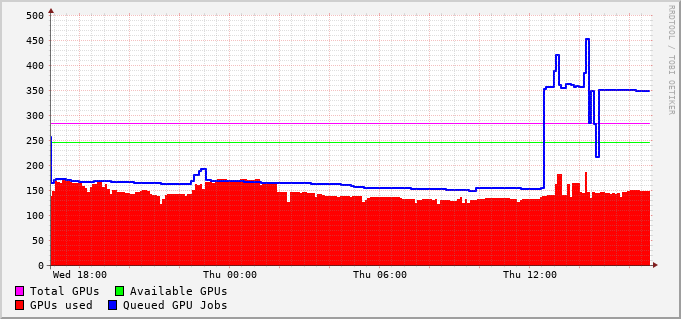 500
450
400
350
300
250
200
150
100
50
0
Wed 18:00 Thu 00:00 Thu 06:00 Thu 12:00
Total GPUs Available GPUs
GPUs used Queued GPU Jobs
RRDTOOL / TOBI OETIKER